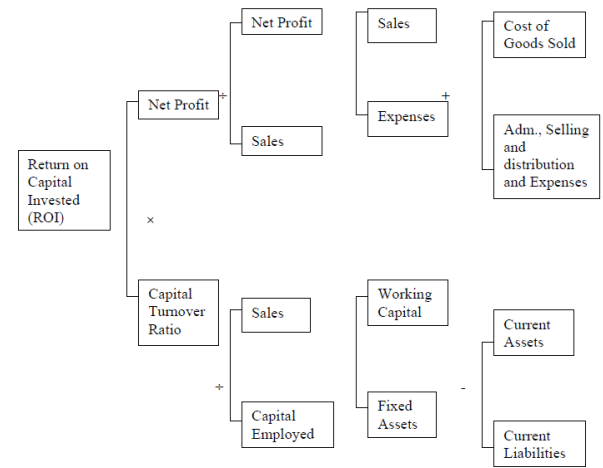 Net Profit
Sales
Cost of
Goods Sold
Net Profit
÷
+
Expenses
Sales
Adm., Selling
and
distribution
and Expenses
Return on
Capital
Invested
(ROI)
×
Capital
Turnover
Ratio
Sales
Working
Capital
Current
Assets
÷
-
Capital
Employed
Fixed
Assets
Current
Liabilities